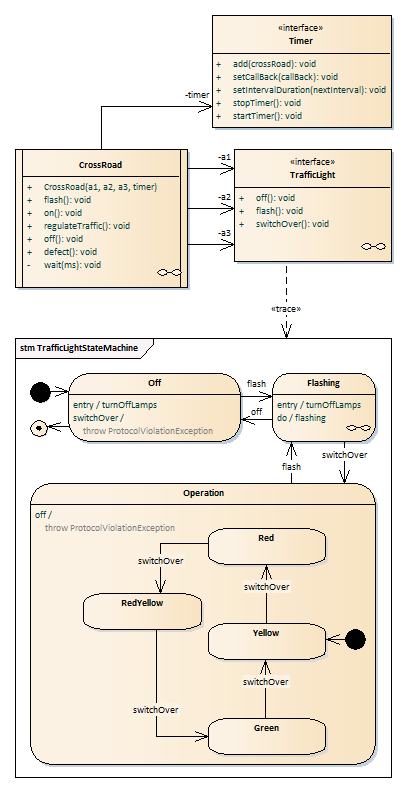 «interface»
Timer
+ add(crossRoad): void
+ setCallBack(callBack): void
+ setIntervalDuration(nextInterval): void
+ stopTimer(): void
+ startTimer(): void
-timer
CrossRoad
+ CrossRoad(a1, a2, a3, timer)
+ flash(): void
+ on(): void
+ regulateTraffic(): void
+ off(): void
+ defect(): void
- wait(ms): void
-a1
-a2
-a3
«interface»
TrafficLight
+ off(): void
+ flash(): void
+ switchOver(): void
«trace»
stm TrafficLightStateMachine
Off
entry / turnOffLamps
switchOver /
throw ProtocolViolationException
flash
off
Flashing
entry / turnOffLamps
do / flashing
flash
switchOver
Operation
off /
throw ProtocolViolationException
Red
switchOver
switchOver
RedYellow
Yellow
switchOver
switchOver
Green